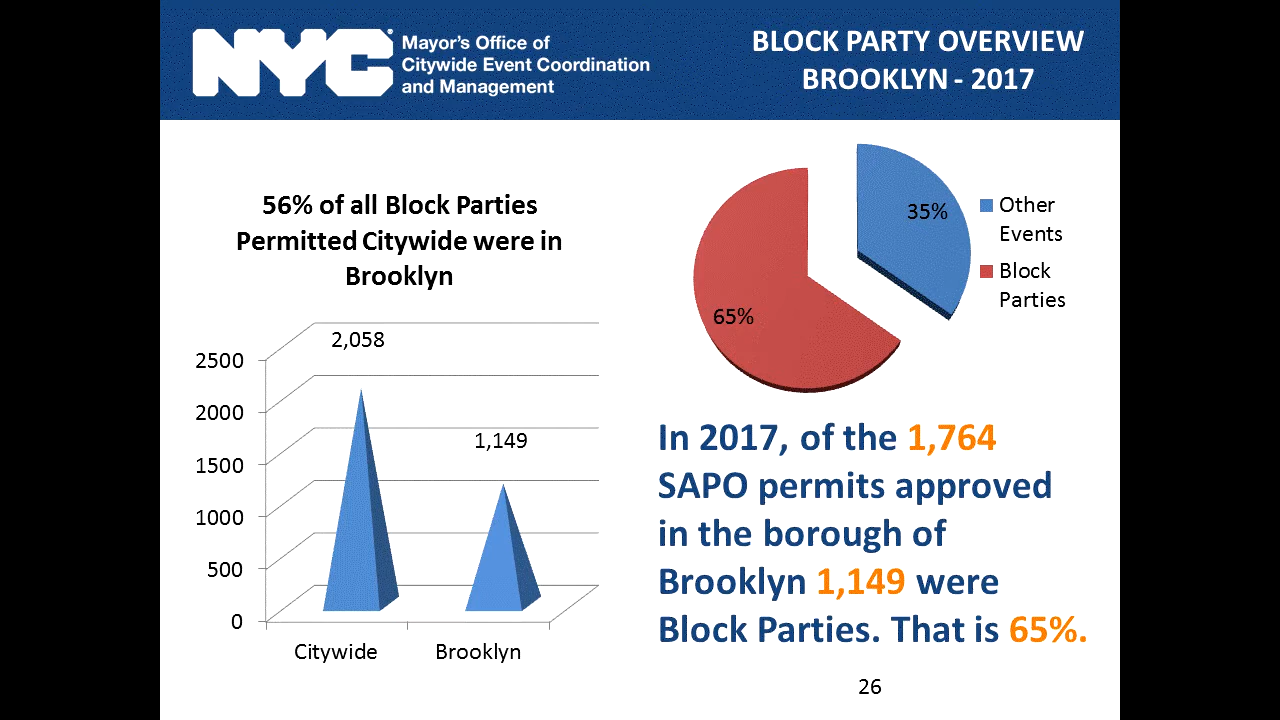 NYC
Mayor's Office of
Citywide Event Coordination
and Management
BLOCK PARTY OVERVIEW
BROOKLYN - 2017
56% of all Block Parties
Permitted Citywide were in
Brooklyn
2,058
1,149
2500
2000
1500
1000
500
0
Citywide
Brooklyn
35%
65%
Other
Events
Block
Parties
In 2017, of the 1,764
SAPO permits approved
in the borough of
Brooklyn 1,149 were
Block Parties. That is 65%.
26